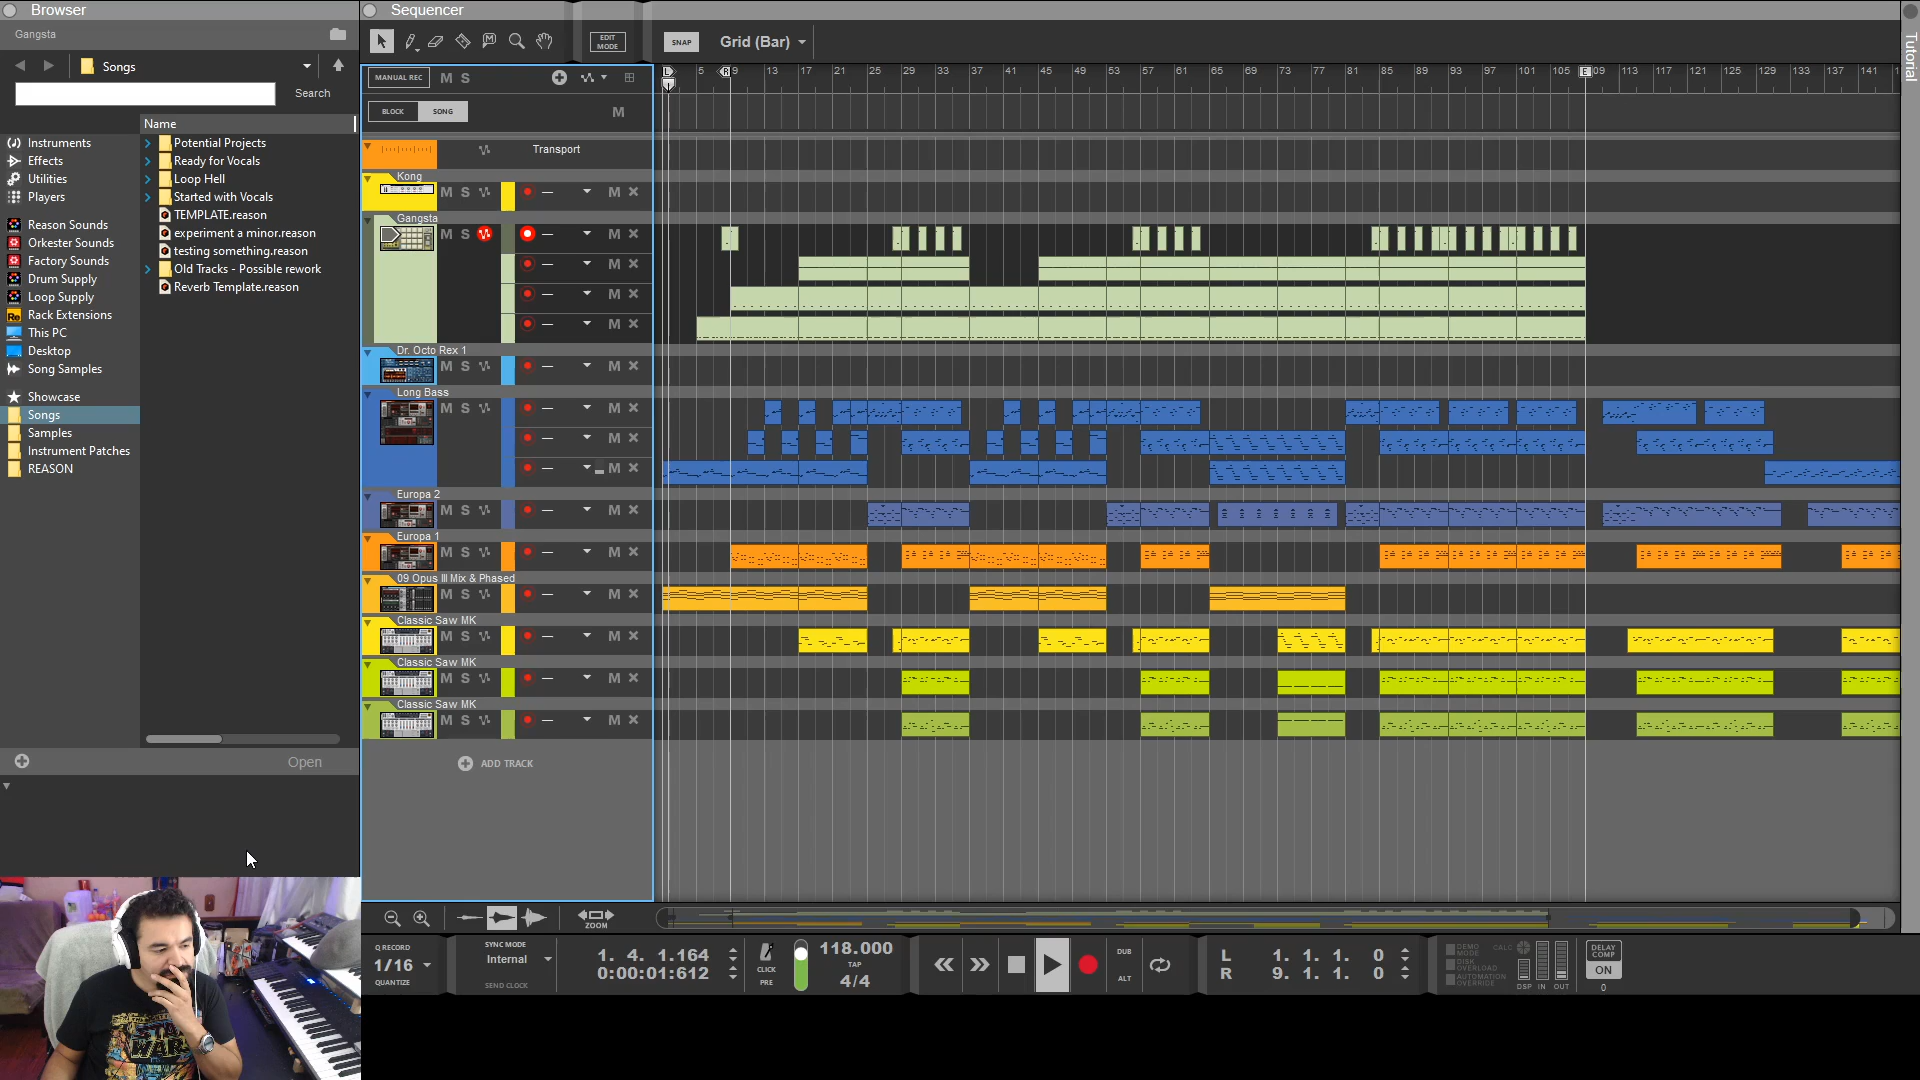 Browser
Sequencer
Gangsta
EDIT
MODE
SNAP
Grid (Bar)
Tutorial
Songs
Search
MANUAL REC
M S
5 9 13 17 21 25 29 33 37 41 45 49 53 57 61 65 69 73 77 81 85 89 93 97 101 105 109 113 117 121 125 129 133 137 141
L
R
E
BLOCK
SONG
M
Name
Instruments
Effects
Utilities
Players
Reason Sounds
Orkester Sounds
Factory Sounds
Drum Supply
Loop Supply
Rack Extensions
This PC
Desktop
Song Samples
Showcase
Songs
Samples
Instrument Patches
REASON
Potential Projects
Ready for Vocals
Loop Hell
Started with Vocals
TEMPLATE.reason
experiment a minor.reason
testing something.reason
Old Tracks - Possible rework
Reverb Template.reason
Open
Transport
Kong
M S M
Gangsta
M S M
M
M
M
Dr. Octo Rex 1
M S M
Long Bass
M S M
M
M
Europa 2
M S M
Europa 1
M S M
09 Opus III Mix & Phased
M S M
Classic Saw MK
M S M
Classic Saw MK
M S M
Classic Saw MK
M S M
ADD TRACK
ZOOM
Q RECORD
1/16
QUANTIZE
SYNC MODE
Internal
SEND CLOCK
1. 4. 1.164
0:00:01:612
CLICK
PRE
118.000
TAP
4/4
DUB
ALT
L 1. 1. 1. 0
R 9. 1. 1. 0
DEMO
MODE
DISK
OVERLOAD
AUTOMATION
OVERRIDE
CALC
DSP IN OUT
DELAY
COMP
ON
0
WAR